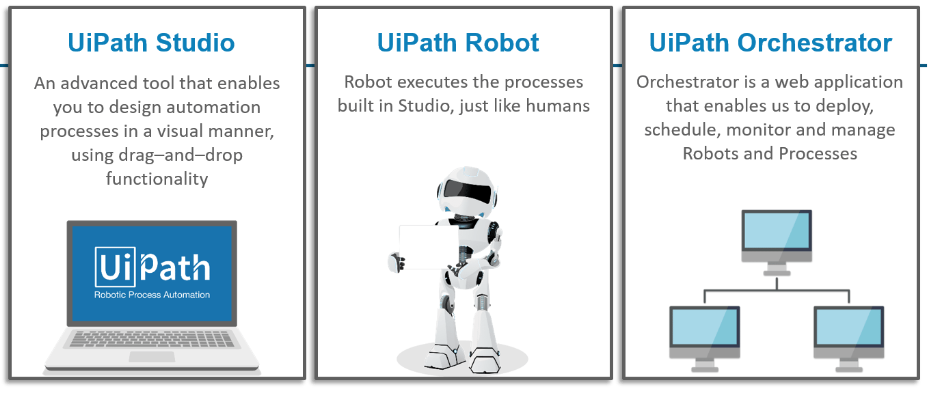 UiPath Studio
An advanced tool that enables
you to design automation
processes in a visual manner,
using drag–and–drop
functionality
UiPath
Robotic Process Automation
UiPath Robot
Robot executes the processes
built in Studio, just like humans
UiPath Orchestrator
Orchestrator is a web application
that enables us to deploy,
schedule, monitor and manage
Robots and Processes